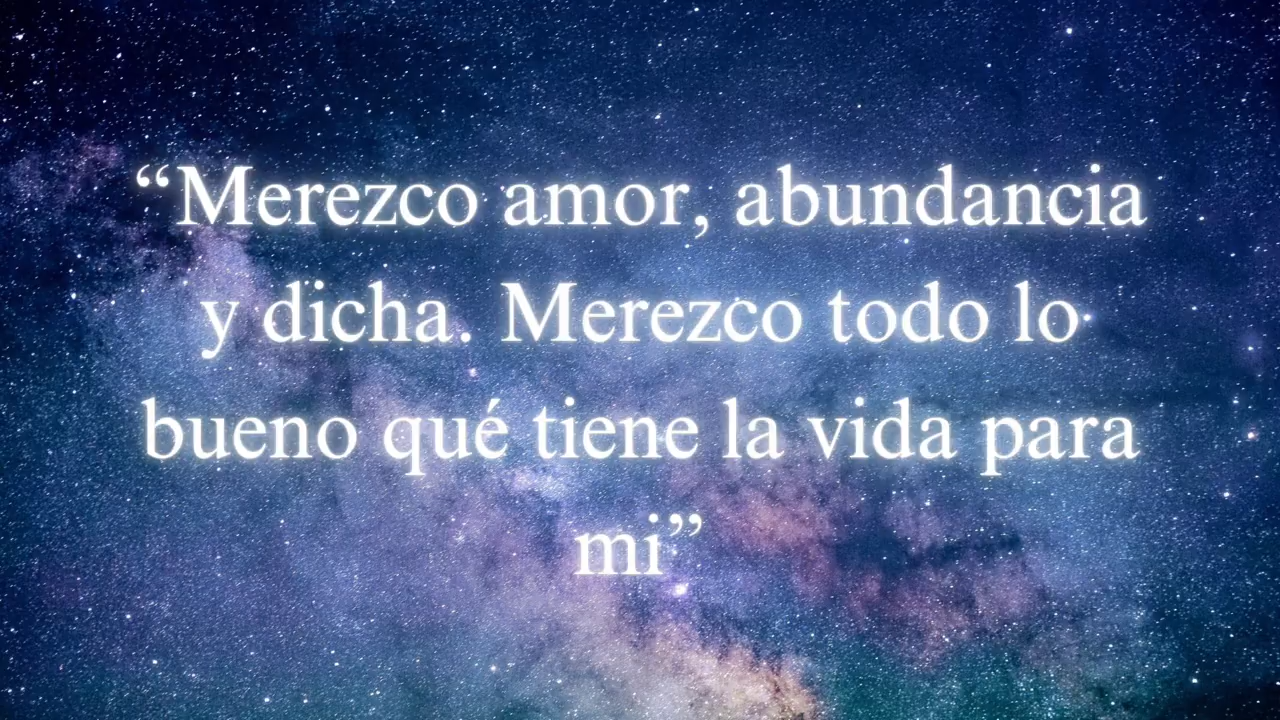 “Merezco amor, abundancia
y dicha. Merezco todo lo
bueno qué tiene la vida para
mi”